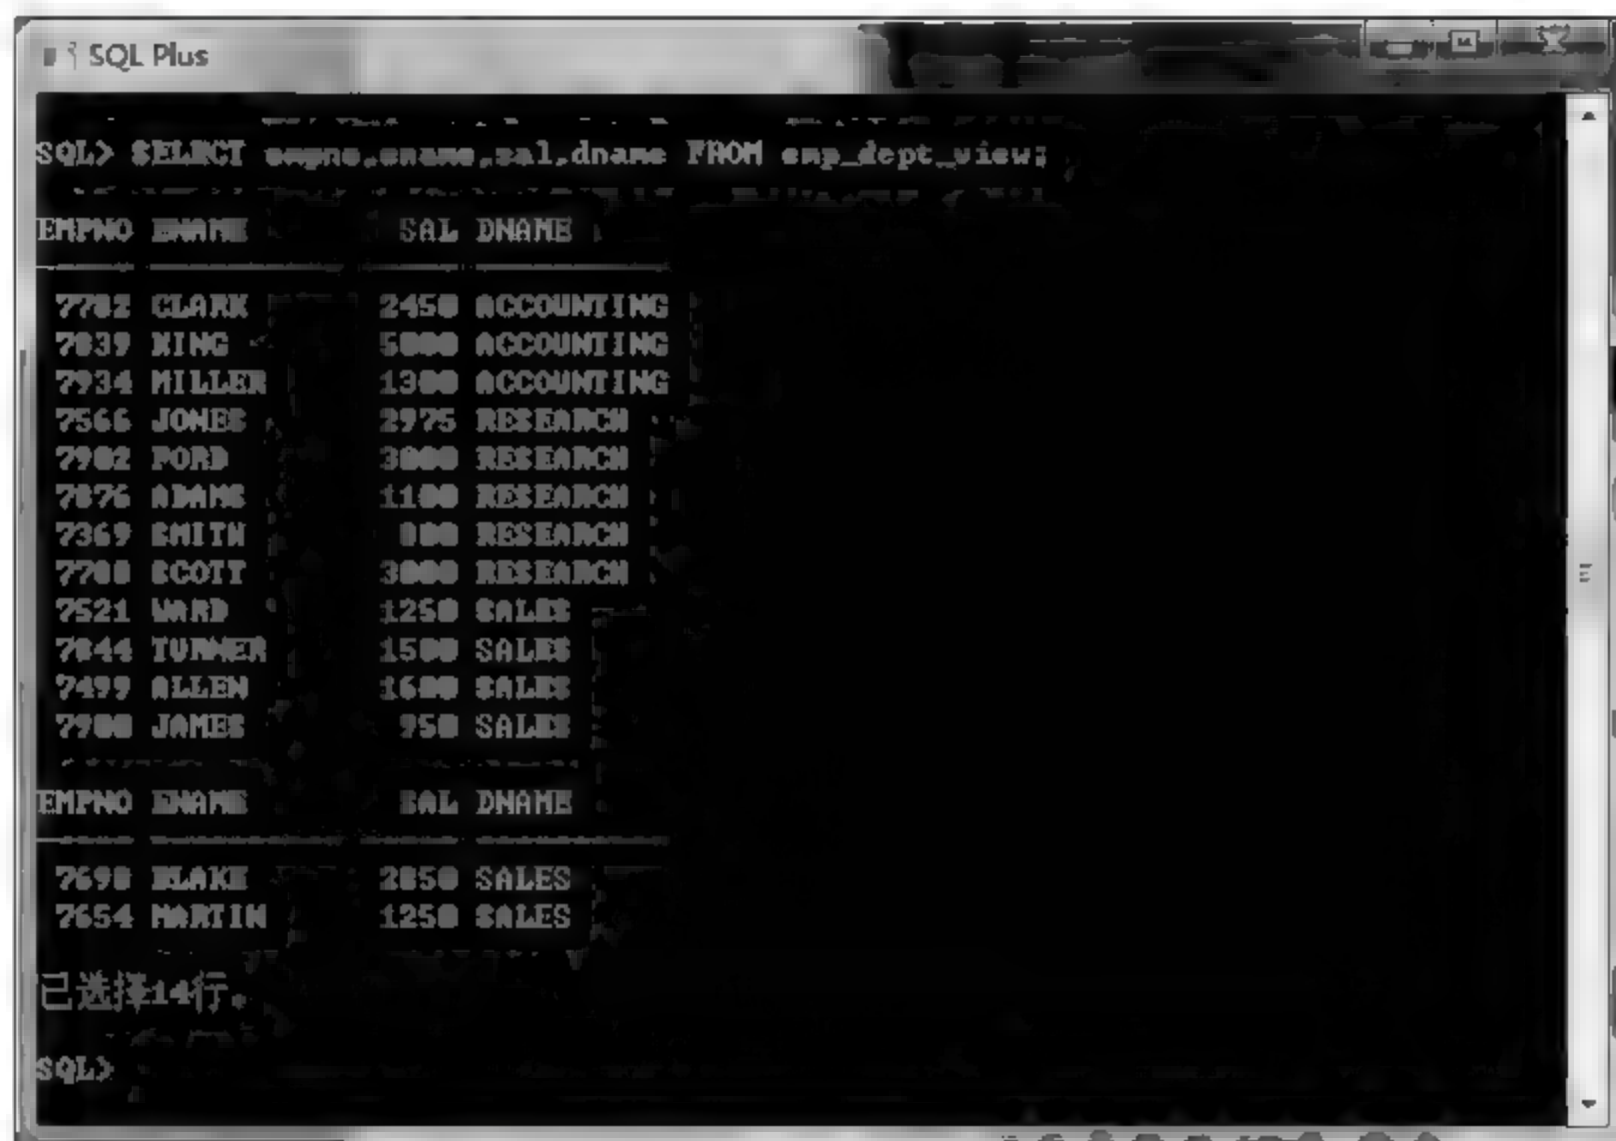 SQL Plus
SQL> SELECT empno,ename,sal,dname FROM emp_dept_view;
EMPNO ENAME SAL DNAME
7782 CLARK 2450 ACCOUNTING
7839 KING 5000 ACCOUNTING
7934 MILLER 1300 ACCOUNTING
7566 JONES 2975 RESEARCH
7902 FORD 3000 RESEARCH
7876 ADAMS 1100 RESEARCH
7369 SMITH 800 RESEARCH
7788 SCOTT 3000 RESEARCH
7521 WARD 1250 SALES
7844 TURNER 1500 SALES
7499 ALLEN 1600 SALES
7900 JAMES 950 SALES
EMPNO ENAME SAL DNAME
7698 BLAKE 2850 SALES
7654 MARTIN 1250 SALES
已选择14行。
SQL>